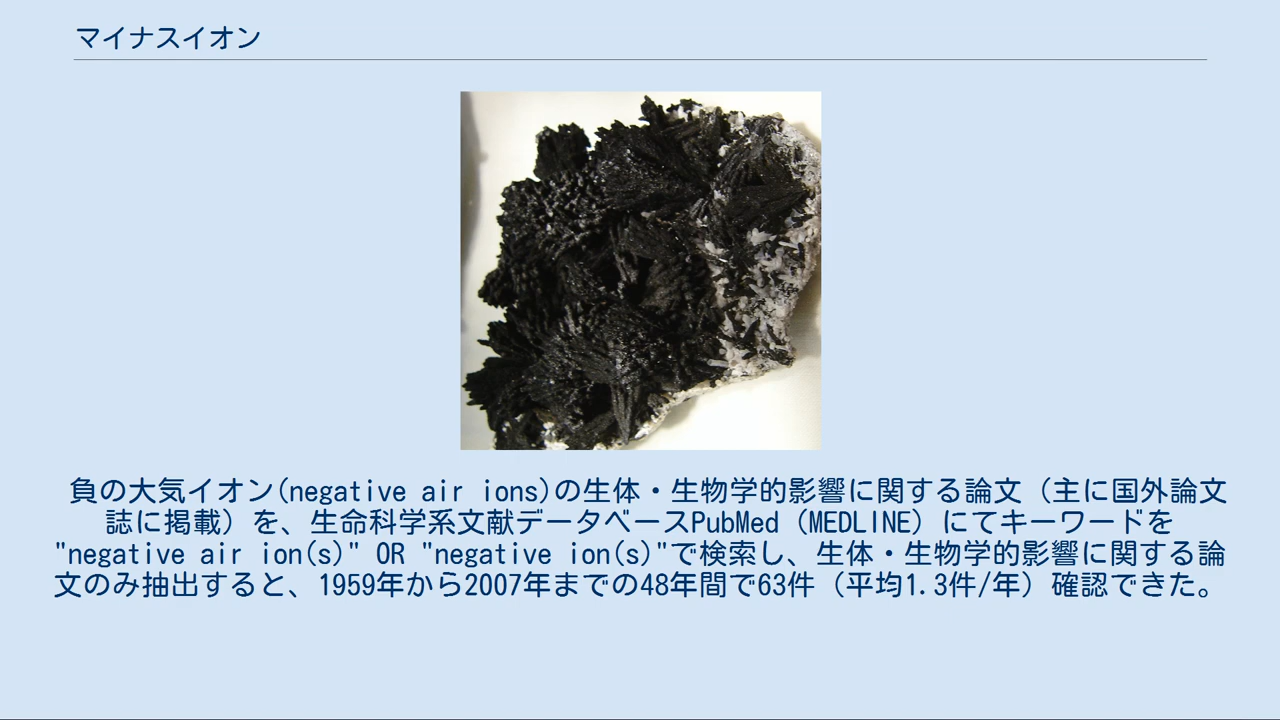 マイナスイオン
負の大気イオン(negative air ions)の生体・生物学的影響に関する論文（主に国外論文
誌に掲載）を、生命科学系文献データベースPubMed（MEDLINE）にてキーワードを
"negative air ion(s)" OR "negative ion(s)"で検索し、生体・生物学的影響に関する論
文のみ抽出すると、1959年から2007年までの48年間で63件（平均1.3件/年）確認できた。